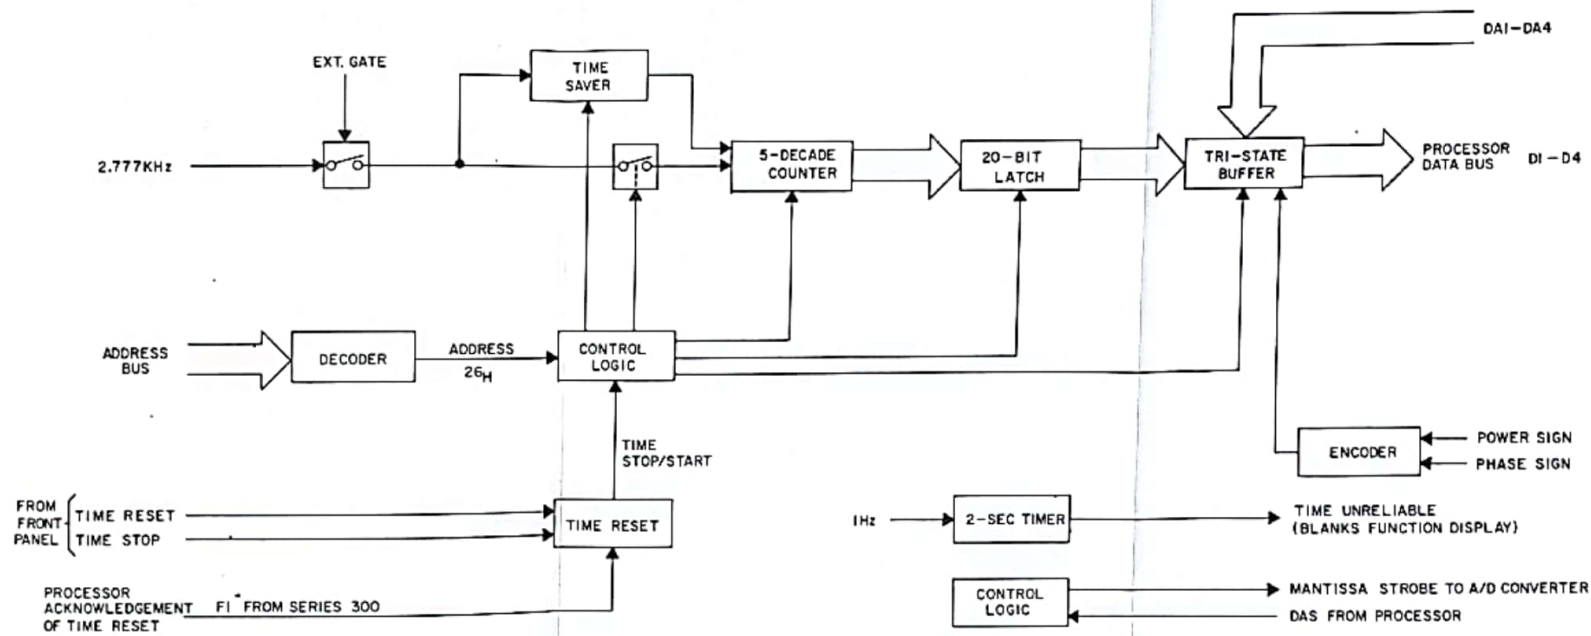 DA1-DA4
EXT. GATE
TIME
SAVER
2.777KHz
5-DECADE
COUNTER
20-BIT
LATCH
TRI-STATE
BUFFER
PROCESSOR
DATA BUS
D1-D4
ADDRESS
BUS
DECODER
ADDRESS
26H
CONTROL
LOGIC
TIME
STOP/START
ENCODER
POWER SIGN
PHASE SIGN
FROM
FRONT
PANEL
TIME RESET
TIME STOP
TIME RESET
1Hz
2-SEC TIMER
TIME UNRELIABLE
(BLANKS FUNCTION DISPLAY)
PROCESSOR
ACKNOWLEDGEMENT
OF TIME RESET
F1 FROM SERIES 300
CONTROL
LOGIC
MANTISSA STROBE TO A/D CONVERTER
DAS FROM PROCESSOR